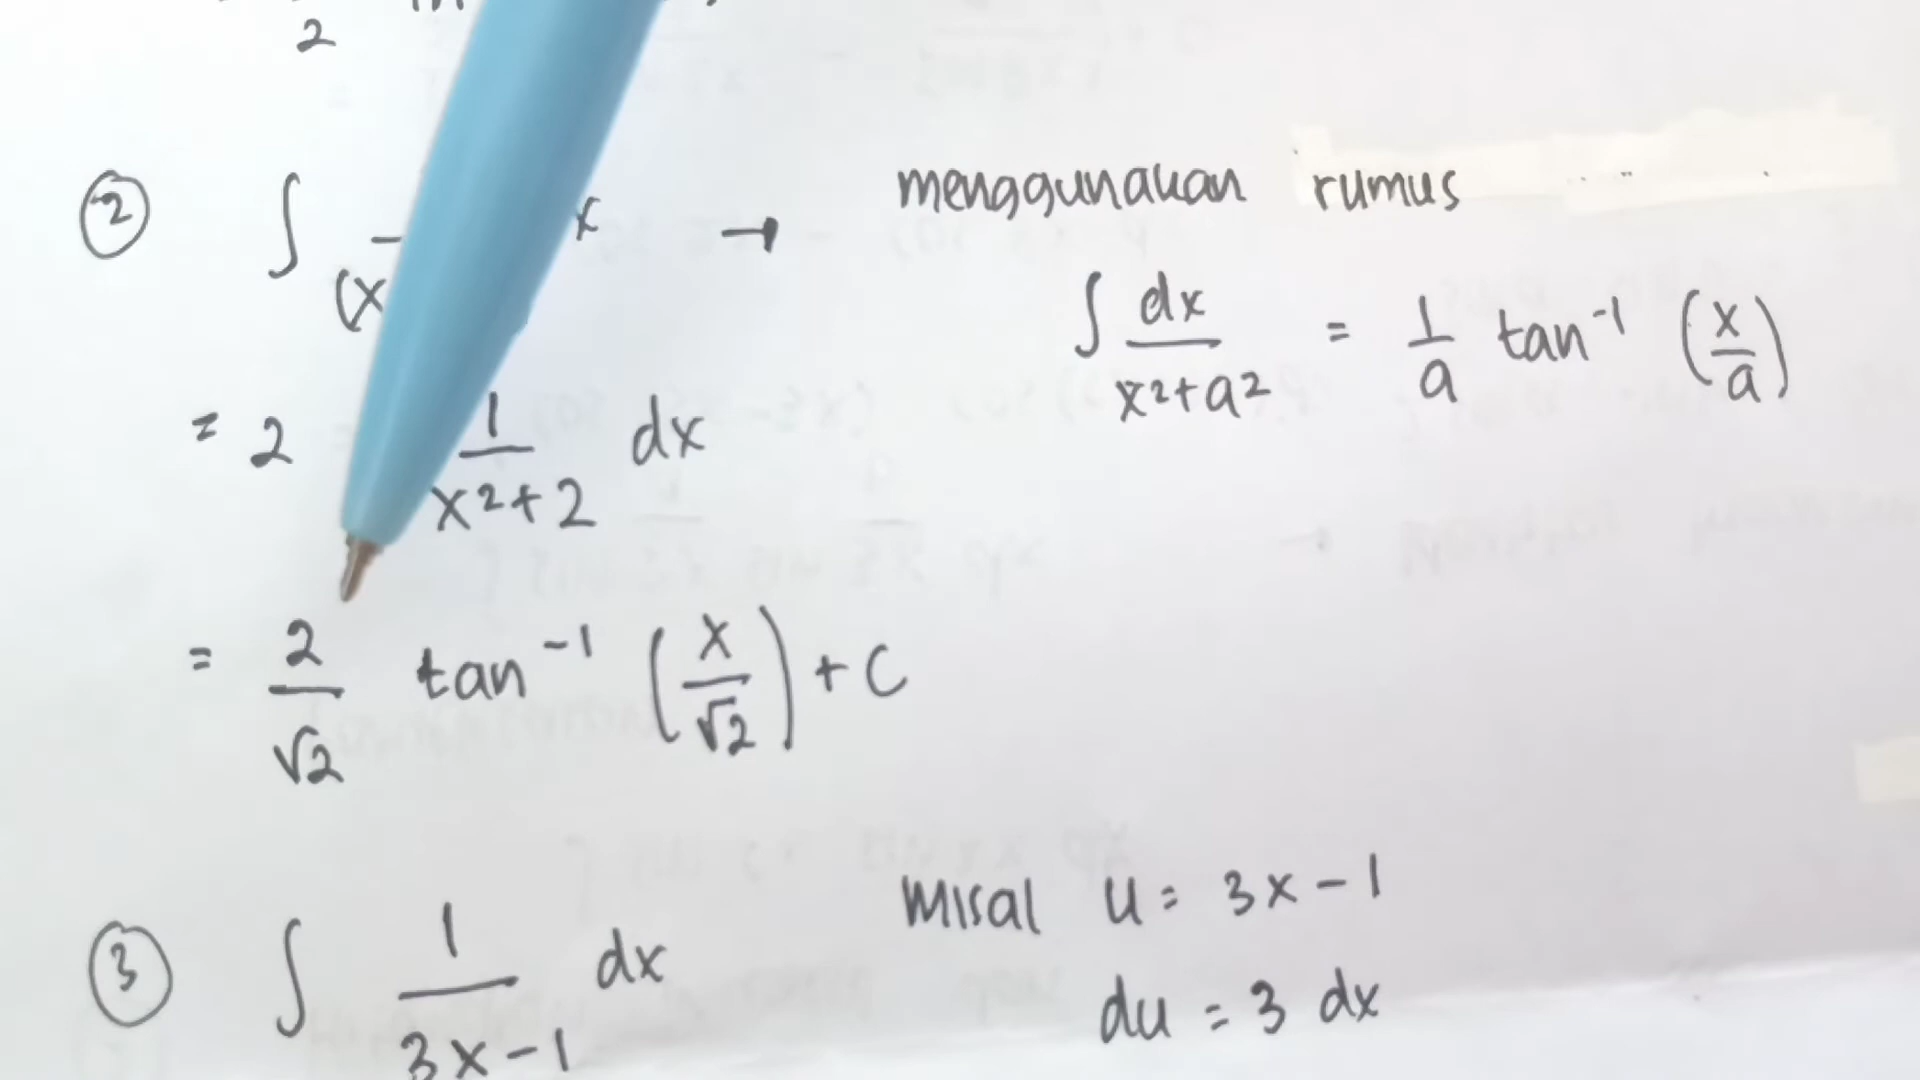 2
② ∫ (x x → menggunakan rumus
∫ dx/x²+a² = 1/a tan⁻¹ (x/a)
= 2 1/x²+2 dx
= 2/√2 tan⁻¹ (x/√2) + C
③ ∫ 1/3x-1 dx misal u = 3x-1
du = 3 dx